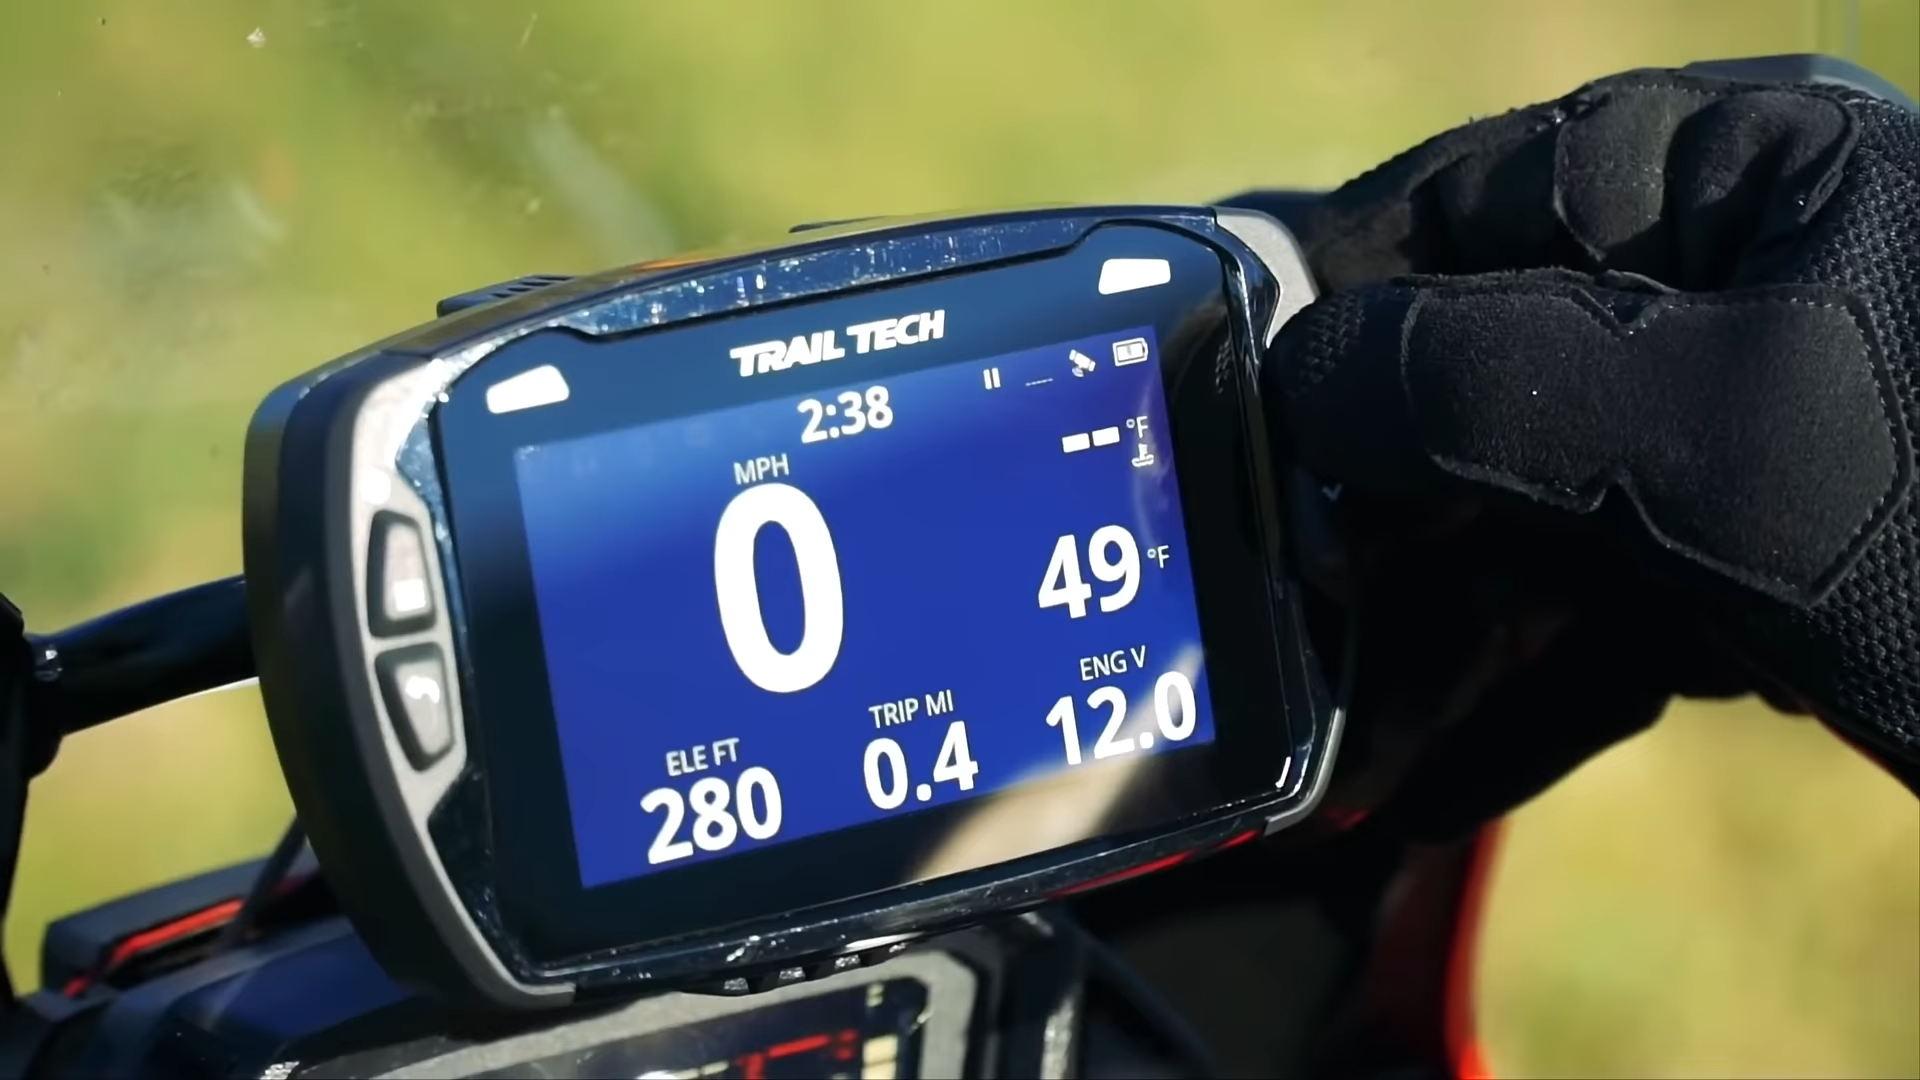 TRAIL TECH
2:38
-- °F
MPH
0
49 °F
ENG V
12.0
TRIP MI
0.4
ELE FT
280